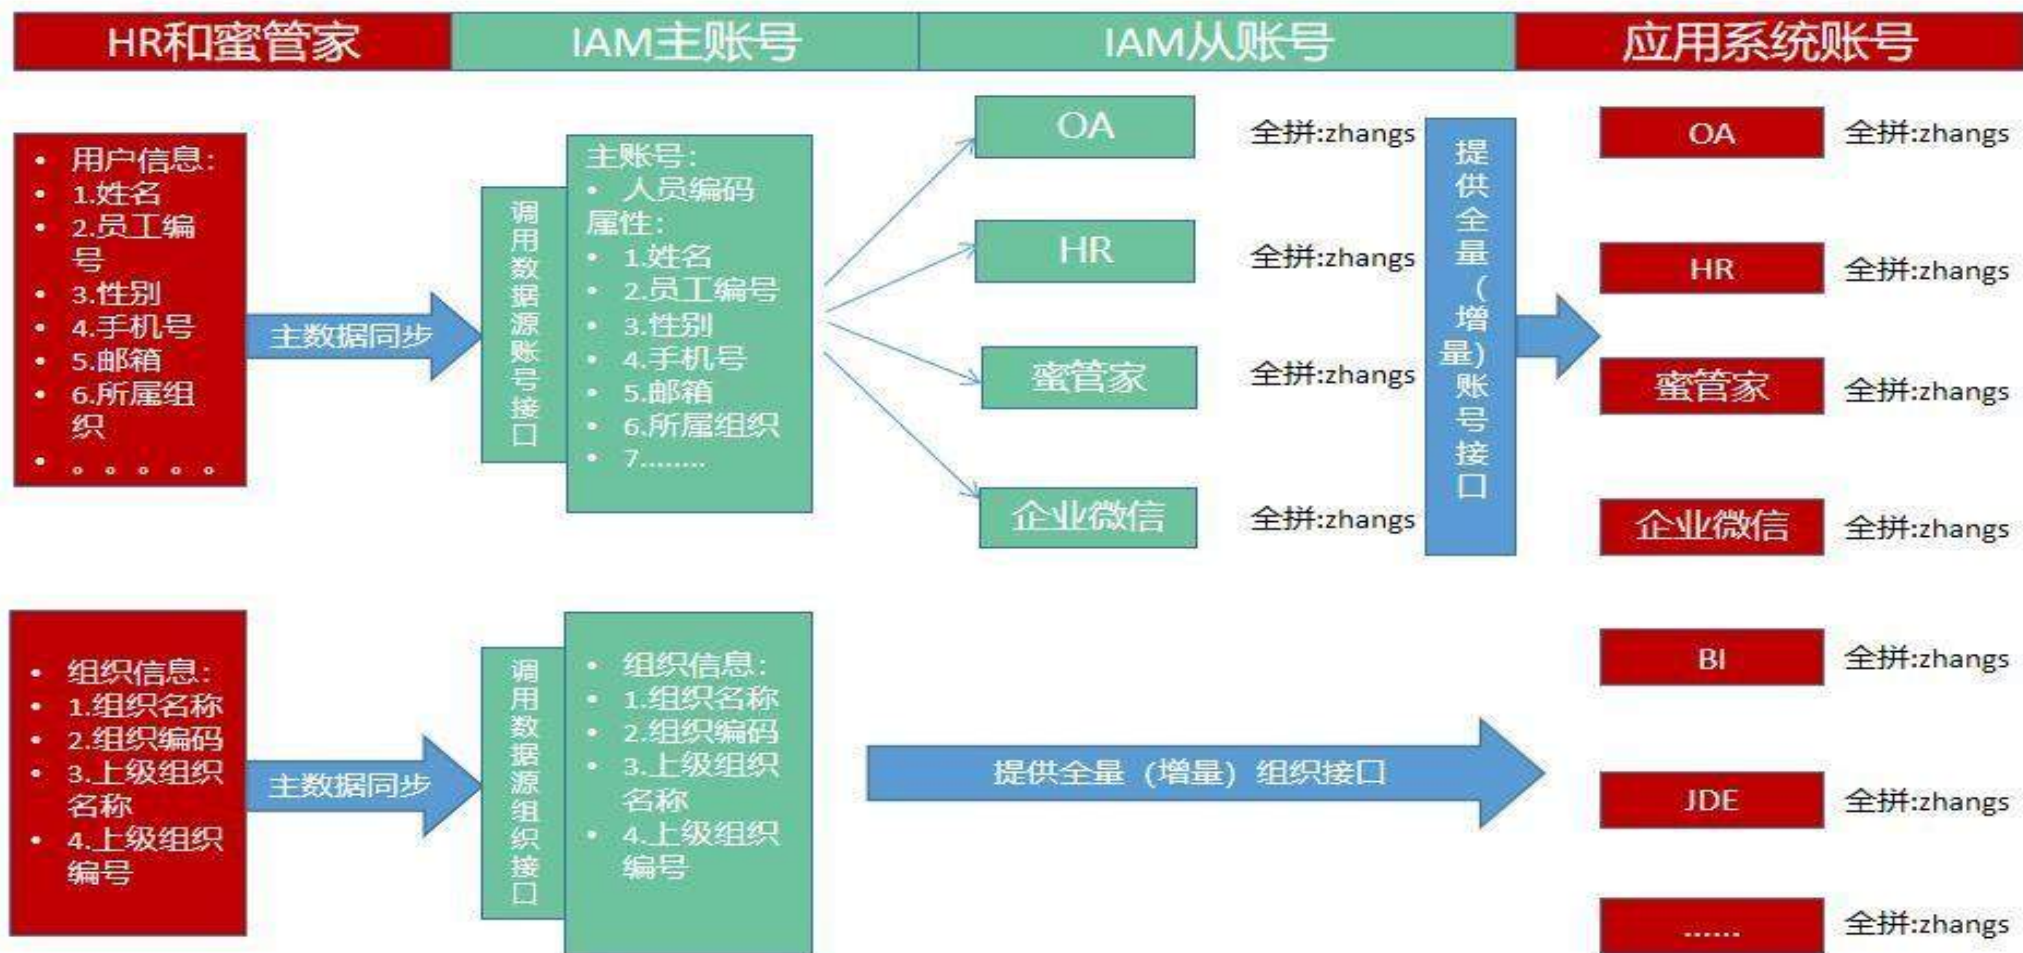 HR和蜜管家
IAM主账号
IAM从账号
应用系统账号
• 用户信息：
• 1.姓名
• 2.员工编
号
• 3.性别
• 4.手机号
• 5.邮箱
• 6.所属组
织
• 。。。。。
主数据同步
调用数据源账号接口
主账号：
• 人员编码
属性：
• 1.姓名
• 2.员工编号
• 3.性别
• 4.手机号
• 5.邮箱
• 6.所属组织
• 7........
OA
全拼:zhangs
HR
全拼:zhangs
蜜管家
全拼:zhangs
企业微信
全拼:zhangs
提供全量（增量）账号接口
OA
全拼:zhangs
HR
全拼:zhangs
蜜管家
全拼:zhangs
企业微信
全拼:zhangs
BI
全拼:zhangs
JDE
全拼:zhangs
......
全拼:zhangs
• 组织信息：
• 1.组织名称
• 2.组织编码
• 3.上级组织
名称
• 4.上级组织
编号
主数据同步
调用数据源组织接口
• 组织信息：
• 1.组织名称
• 2.组织编码
• 3.上级组织
名称
• 4.上级组织
编号
提供全量（增量）组织接口